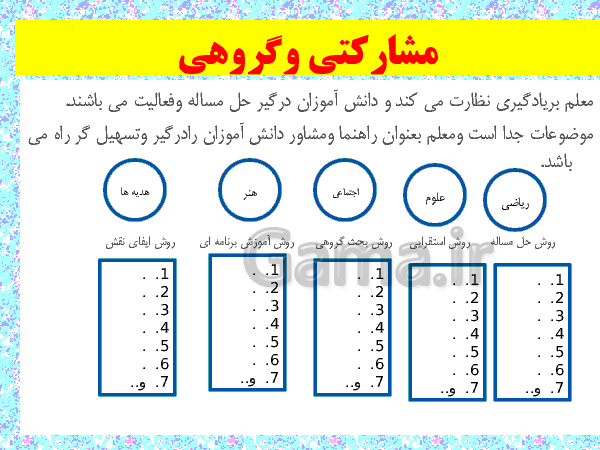 مشارکتی وگروهی
معلم بریادگیری نظارت می کند و دانش آموزان درگیر حل مساله وفعالیت می باشند.
موضوعات جدا است ومعلم بعنوان راهنما ومشاور دانش آموزان رادرگیر وتسهیل گر راه می
باشد.
ریاضی
علوم
اجتماعی
هنر
هدیه ها
روش حل مساله
روش استقرایی
روش بحث گروهی
روش آموزش برنامه ای
روش ایفای نقش
1. .
2. .
3. .
4. .
5. .
6. .
7. و..
1. .
2. .
3. .
4. .
5. .
6. .
7. و..
1. .
2. .
3. .
4. .
5. .
6. .
7. و..
1. .
2. .
3. .
4. .
5. .
6. .
7. و..
1. .
2. .
3. .
4. .
5. .
6. .
7. و..
Gama.ir